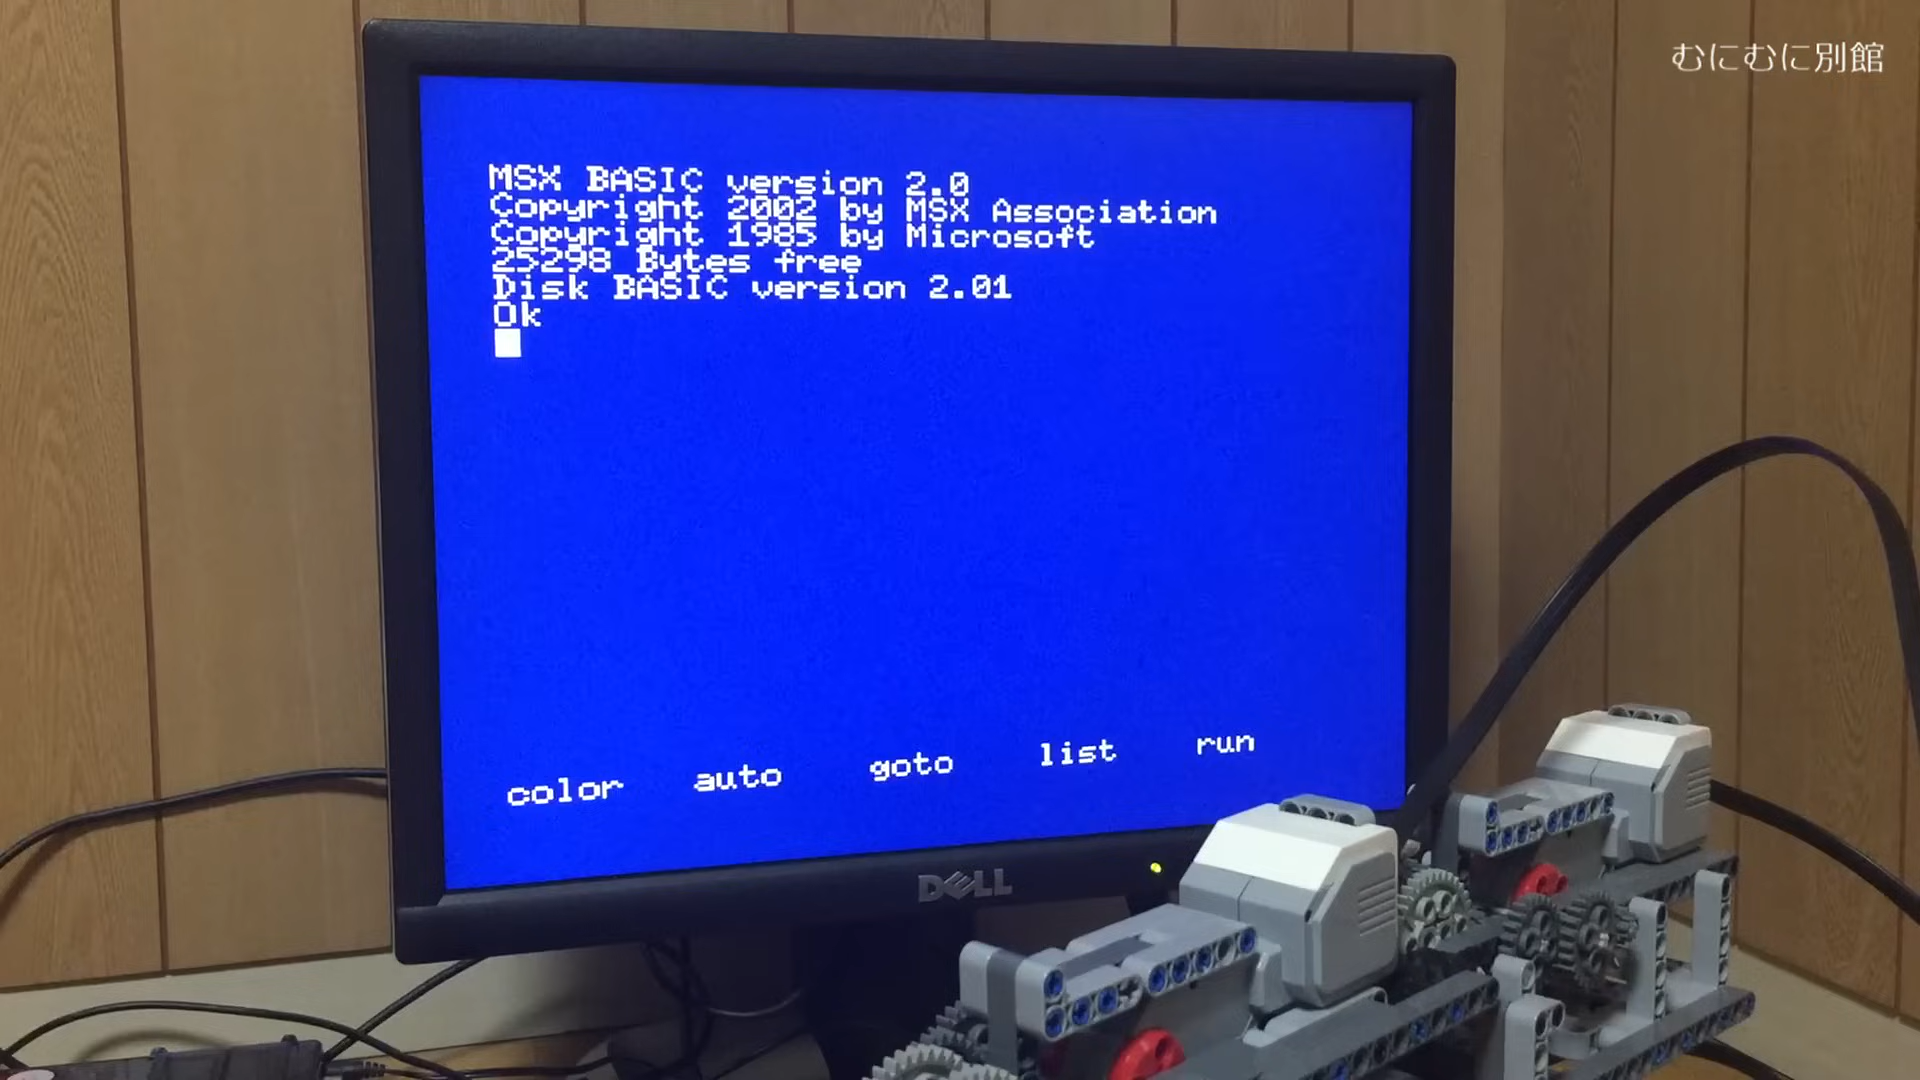 むにむに別館
MSX BASIC version 2.0
Copyright 2002 by MSX Association
Copyright 1985 by Microsoft
25298 Bytes free
Disk BASIC version 2.01
Ok
color auto goto list run
DELL